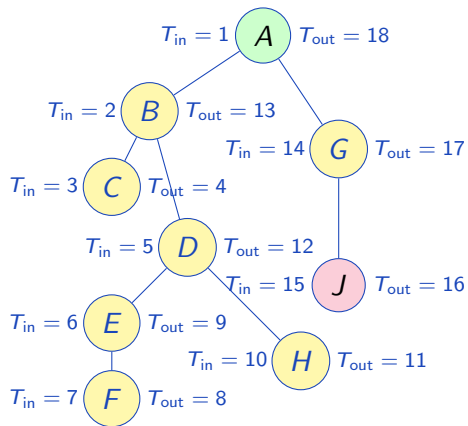 T_in = 1 A T_out = 18
T_in = 2 B T_out = 13
T_in = 14 G T_out = 17
T_in = 3 C T_out = 4
T_in = 5 D T_out = 12
T_in = 15 J T_out = 16
T_in = 6 E T_out = 9
T_in = 10 H T_out = 11
T_in = 7 F T_out = 8